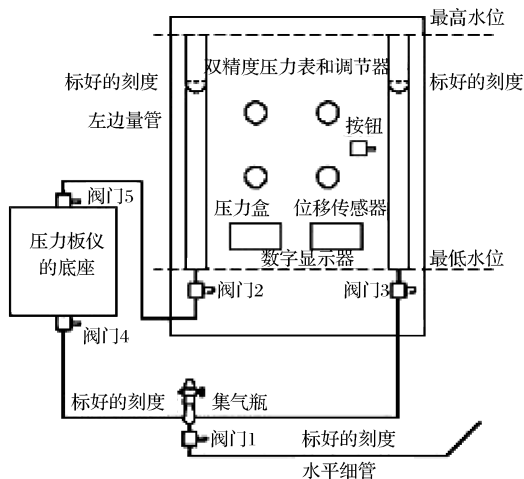 最高水位
双精度压力表和调节器
标好的刻度
标好的刻度
左边量管
按钮
阀门5
压力盒
位移传感器
压力板仪
的底座
数字显示器
最低水位
阀门2
阀门3
阀门4
标好的刻度
集气瓶
阀门1
标好的刻度
水平细管